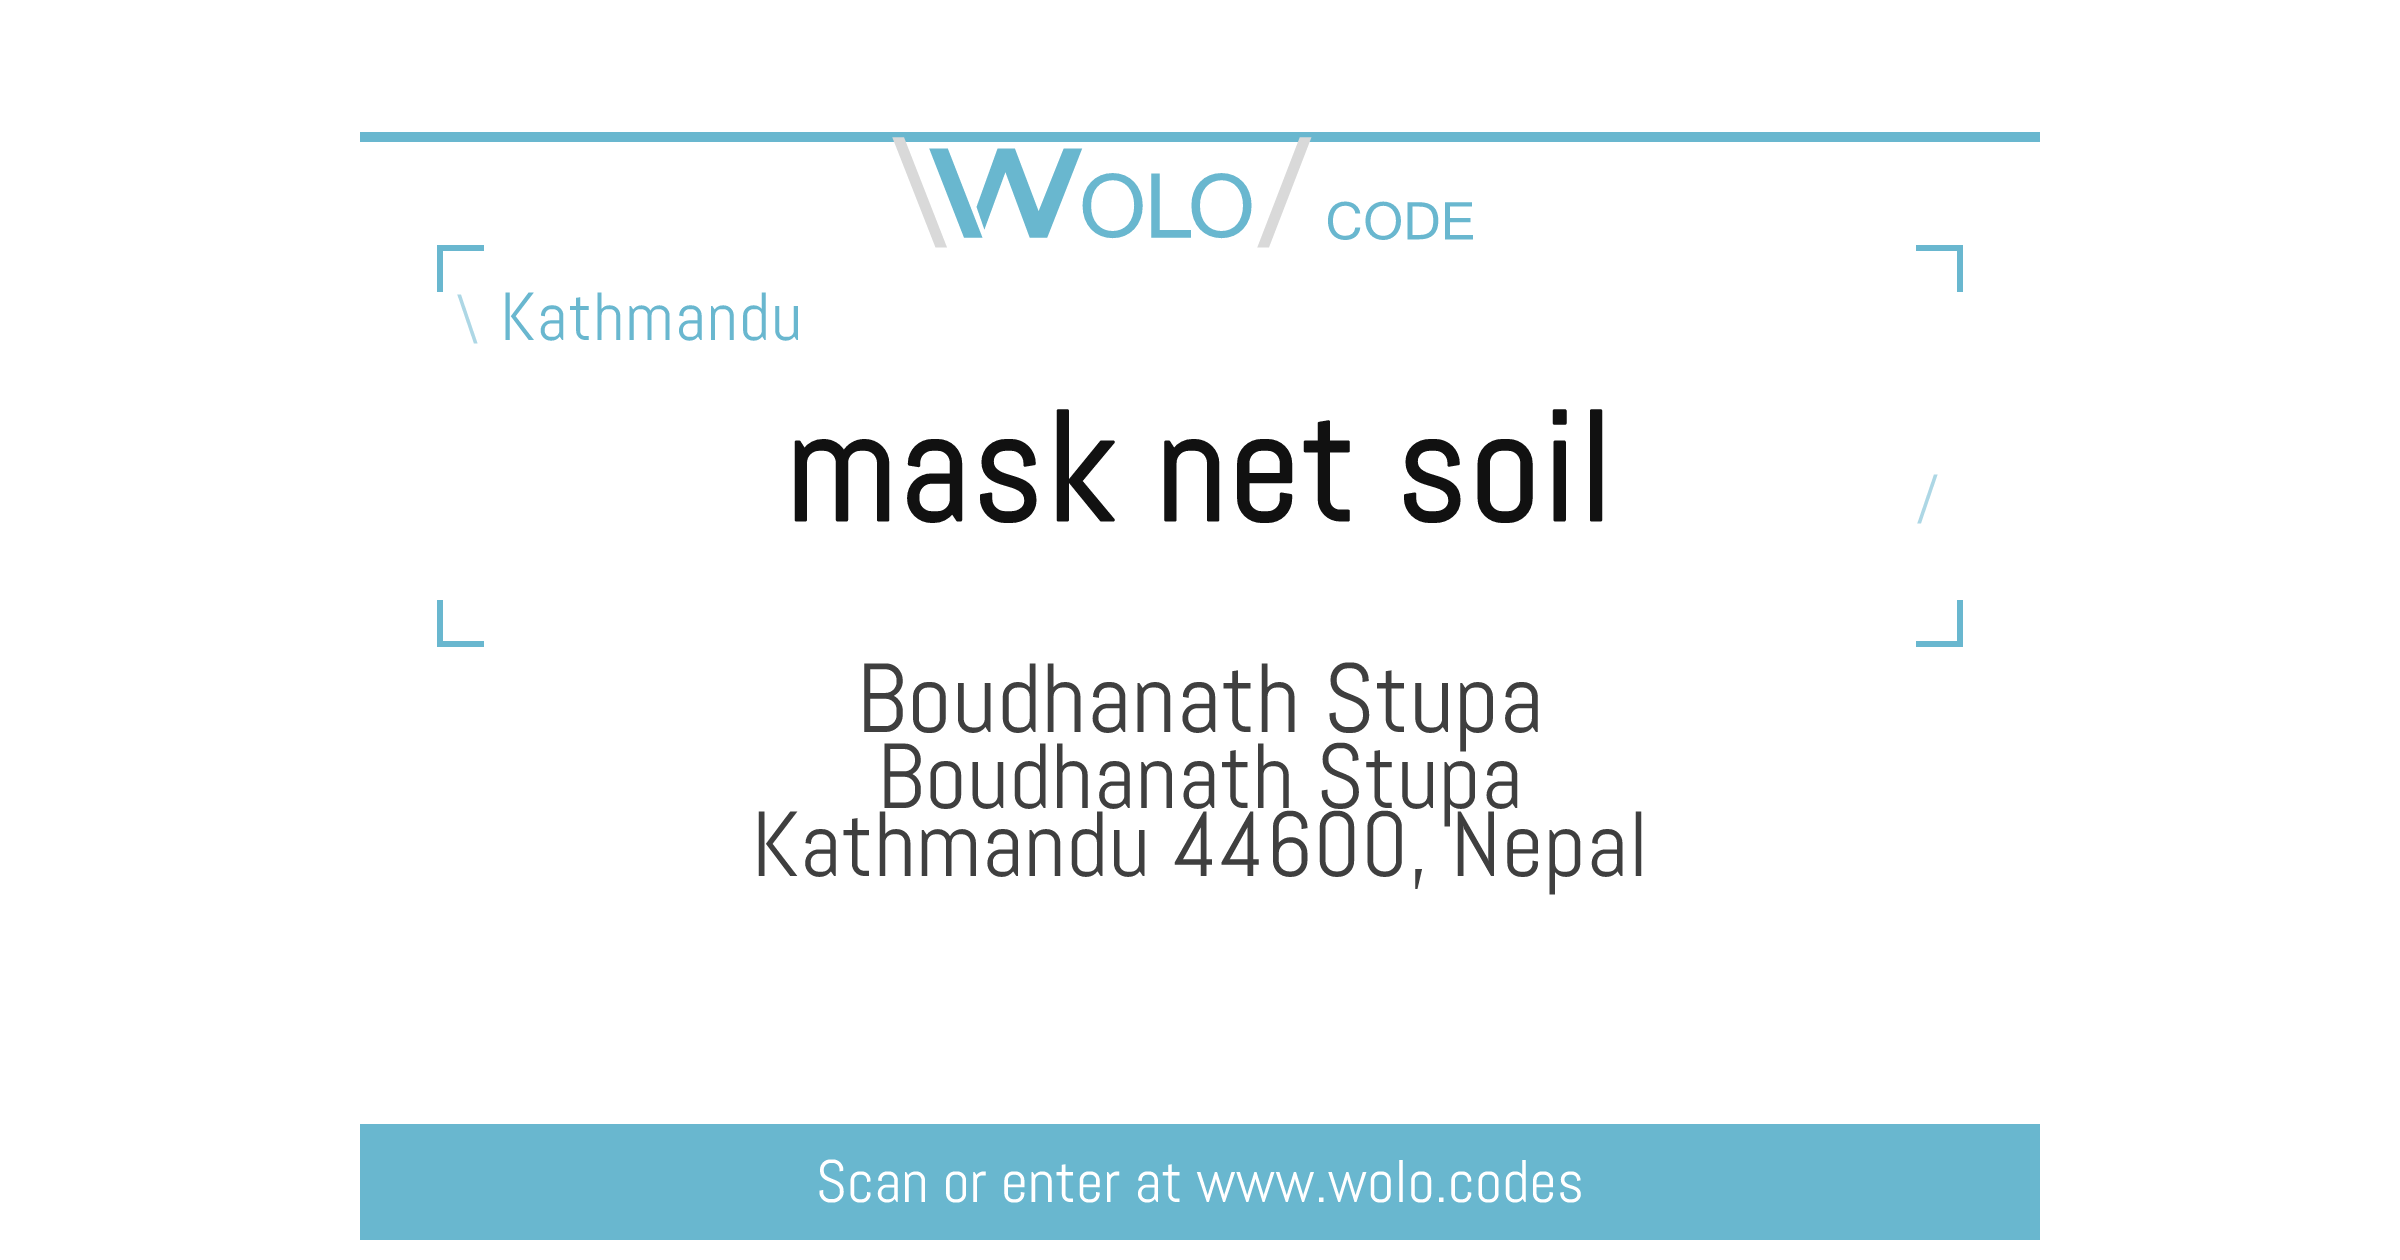 \WOLO/ CODE
\ Kathmandu
mask net soil /
Boudhanath Stupa
Boudhanath Stupa
Kathmandu 44600, Nepal
Scan or enter at www.wolo.codes